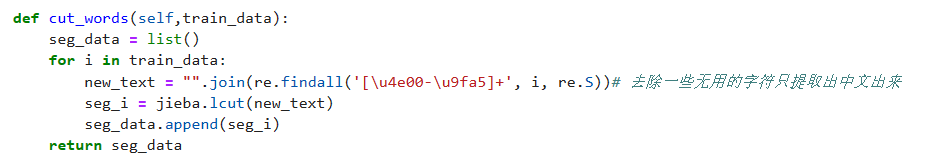 def cut_words(self,train_data):
    seg_data = list()
    for i in train_data:
        new_text = "".join(re.findall('[\u4e00-\u9fa5]+', i, re.S))# 去除一些无用的字符只提取出中文出来
        seg_i = jieba.lcut(new_text)
        seg_data.append(seg_i)
    return seg_data